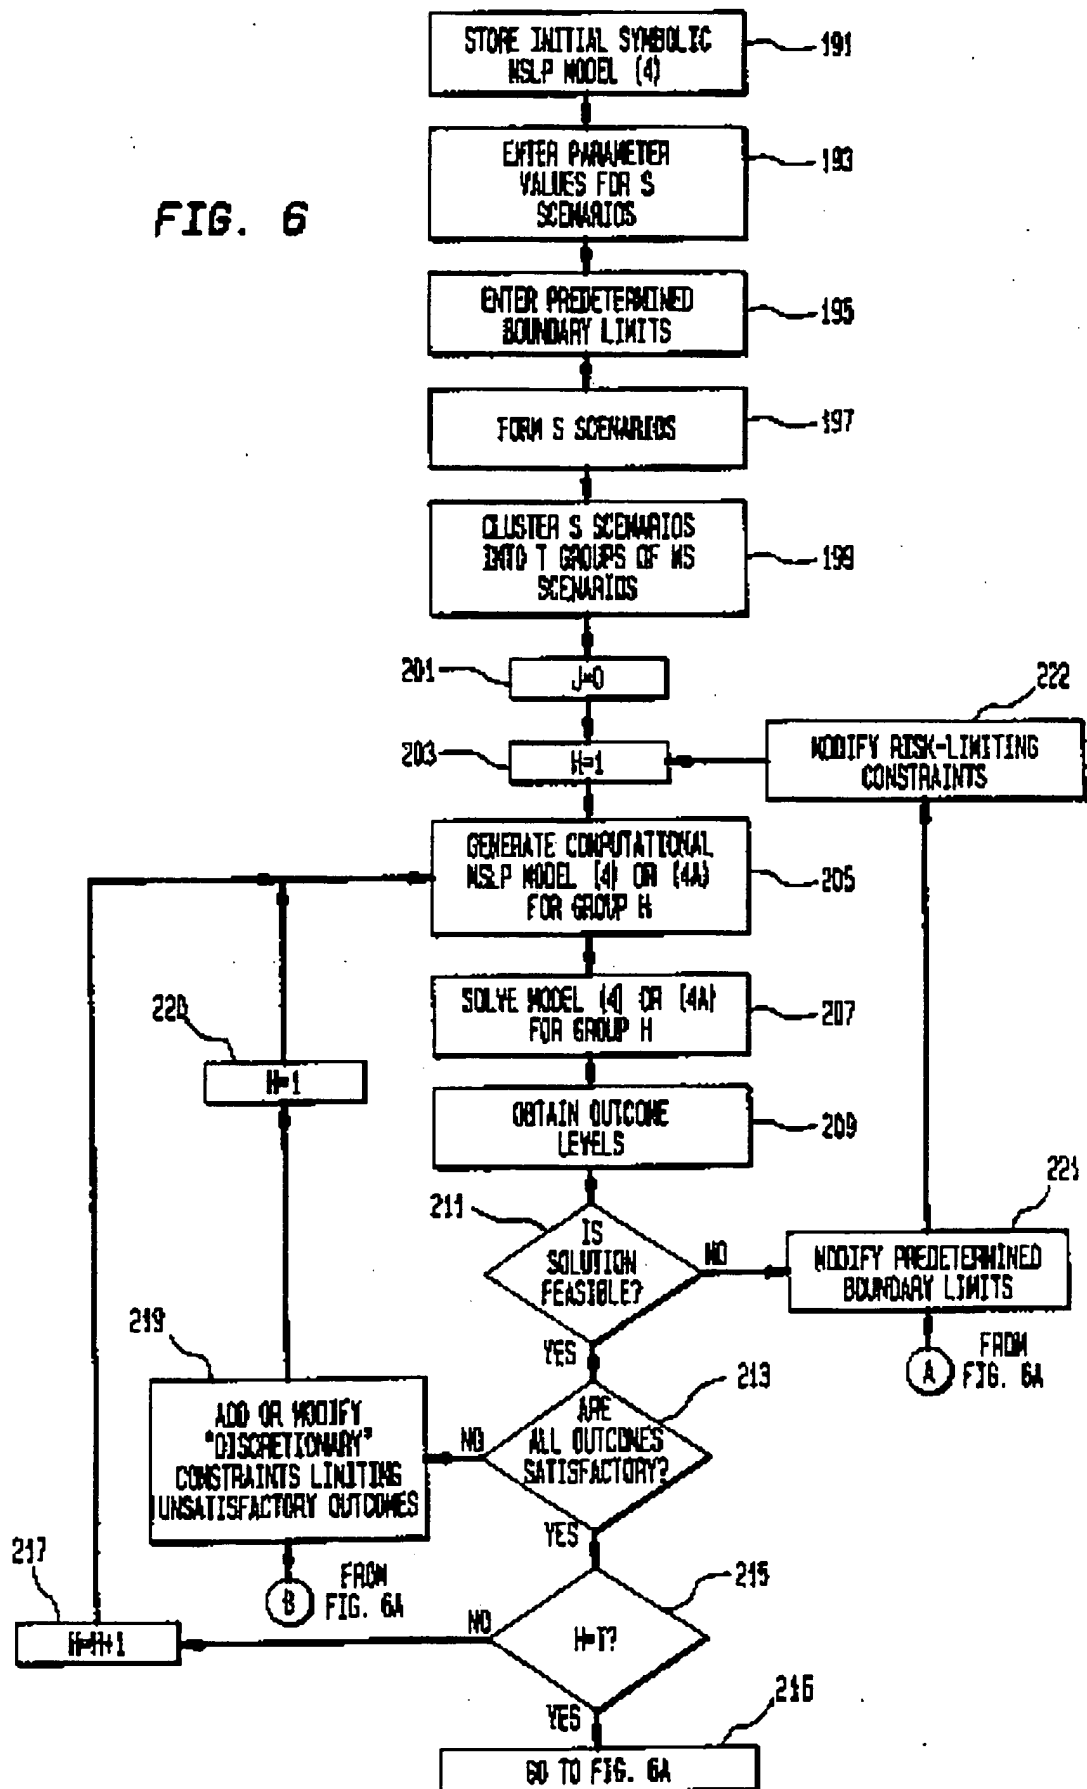 STORE INITIAL SYMBOLIC
MSLP MODEL (4)
191
ENTER PARAMETER
VALUES FOR S
SCENARIOS
193
FIG. 6
ENTER PREDETERMINED
BOUNDARY LIMITS
195
FORM S SCENARIOS
197
CLUSTER S SCENARIOS
INTO T GROUPS OF MS
SCENARIOS
199
201
J=0
203
H=1
222
MODIFY RISK-LIMITING
CONSTRAINTS
GENERATE COMPUTATIONAL
MSLP MODEL (4) OR (4A)
FOR GROUP H
205
SOLVE MODEL (4) OR (4A)
FOR GROUP H
207
220
H=1
OBTAIN OUTCOME
LEVELS
209
211
IS
SOLUTION
FEASIBLE?
NO
YES
221
MODIFY PREDETERMINED
BOUNDARY LIMITS
A
FROM
FIG. 6A
219
ADD OR MODIFY
"DISCRETIONARY"
CONSTRAINTS LIMITING
UNSATISFACTORY OUTCOMES
NO
213
ARE
ALL OUTCOMES
SATISFACTORY?
YES
B
FROM
FIG. 6A
217
H=H+1
NO
215
H=T?
YES
216
GO TO FIG. 6A